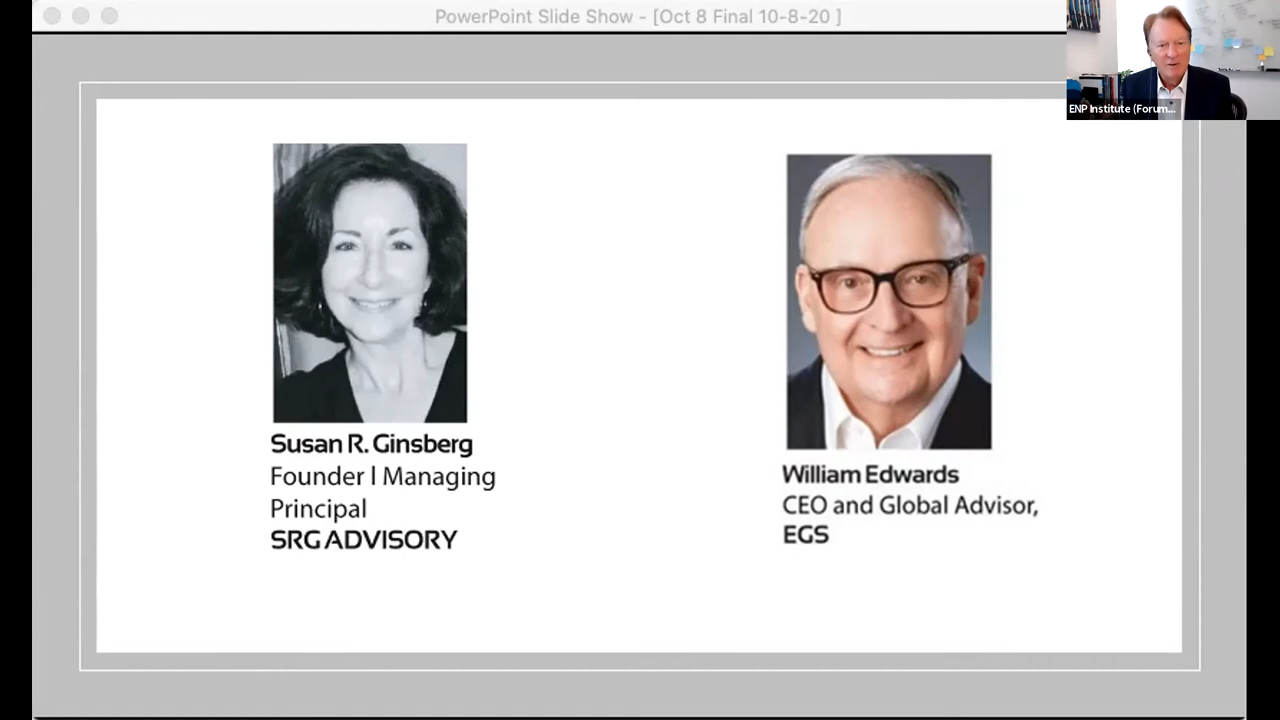 PowerPoint Slide Show - [Oct 8 Final 10-8-20 ]
ENP Institute (Forum...
Susan R. Ginsberg
Founder l Managing
Principal
SRG ADVISORY
William Edwards
CEO and Global Advisor,
EGS